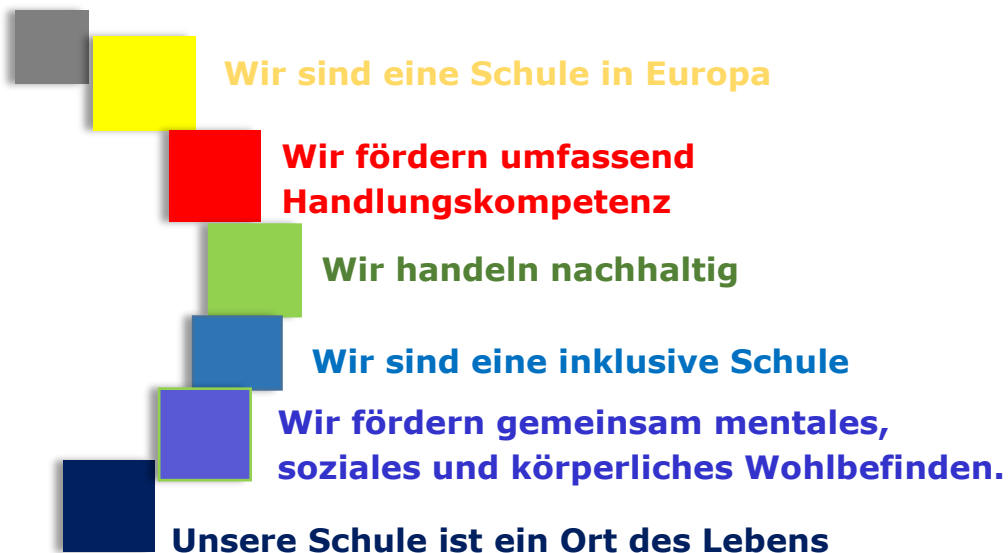 Wir sind eine Schule in Europa
Wir fördern umfassend
Handlungskompetenz
Wir handeln nachhaltig
Wir sind eine inklusive Schule
Wir fördern gemeinsam mentales,
soziales und körperliches Wohlbefinden.
Unsere Schule ist ein Ort des Lebens